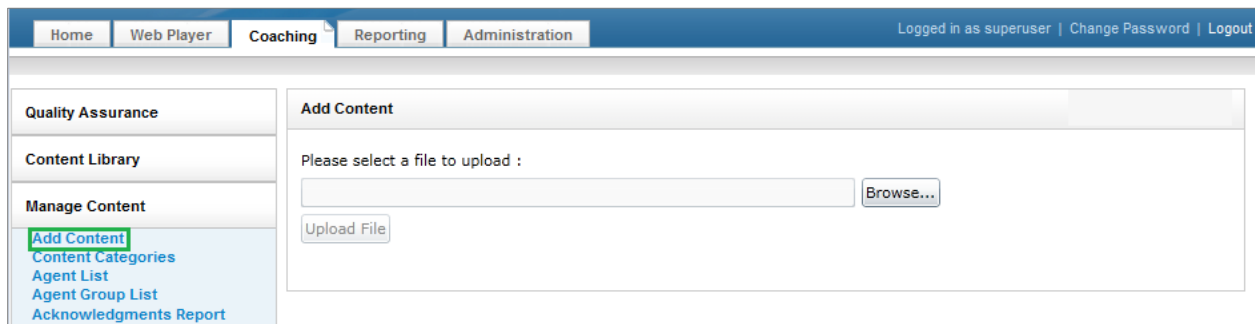 Home Web Player Coaching Reporting Administration Logged in as superuser | Change Password | Logout
Quality Assurance
Content Library
Manage Content
Add Content
Content Categories
Agent List
Agent Group List
Acknowledgments Report
Add Content
Please select a file to upload :
Browse...
Upload File